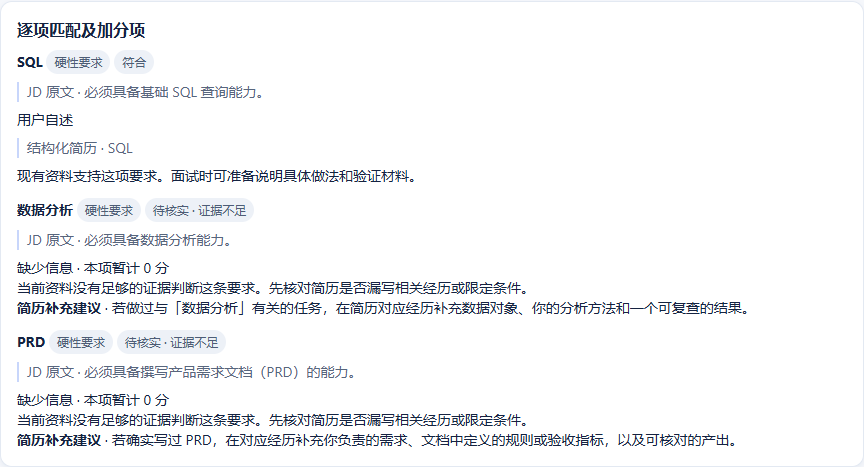 逐项匹配及加分项
SQL 硬性要求 符合
JD 原文 · 必须具备基础 SQL 查询能力。
用户自述
结构化简历 · SQL
现有资料支持这项要求。面试时可准备说明具体做法和验证材料。
数据分析 硬性要求 待核实 · 证据不足
JD 原文 · 必须具备数据分析能力。
缺少信息 · 本项暂计 0 分
当前资料没有足够的证据判断这条要求。先核对简历是否漏写相关经历或限定条件。
简历补充建议 · 若做过与「数据分析」有关的任务，在简历对应经历补充数据对象、你的分析方法和一个可复查的结果。
PRD 硬性要求 待核实 · 证据不足
JD 原文 · 必须具备撰写产品需求文档（PRD）的能力。
缺少信息 · 本项暂计 0 分
当前资料没有足够的证据判断这条要求。先核对简历是否漏写相关经历或限定条件。
简历补充建议 · 若确实写过 PRD，在对应经历补充你负责的需求、文档中定义的规则或验收指标，以及可核对的产出。